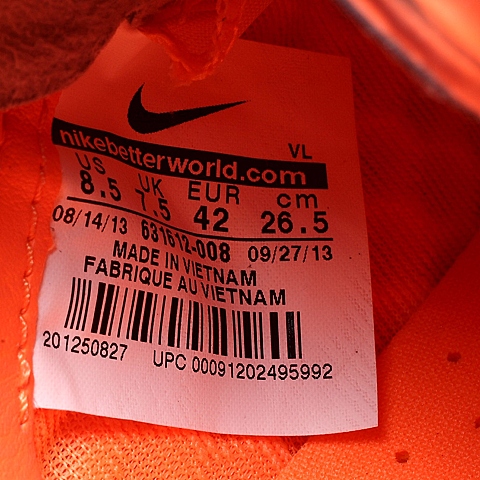 VL
nikebetterworld.com
US UK EUR cm
8.5 7.5 42 26.5
08/14/13 631612-008 09/27/13
MADE IN VIETNAM
FABRIQUE AU VIETNAM
201250827 UPC 00091202495992